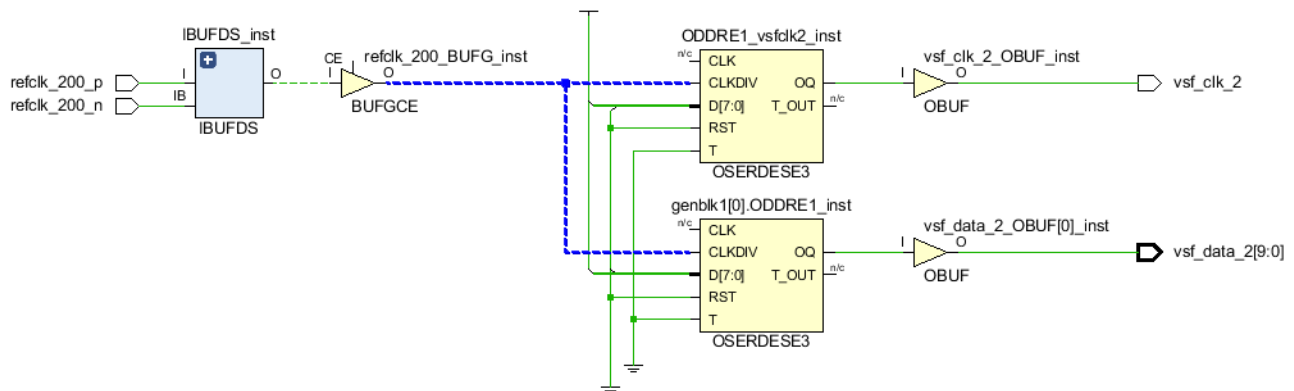 IBUFDS_inst
refclk_200_p
refclk_200_n
I
IB
O
IBUFDS
CE
refclk_200_BUFG_inst
I
O
BUFGCE
ODDRE1_vsfclk2_inst
n/c
CLK
CLKDIV
D[7:0]
RST
T
OQ
T_OUT
n/c
OSERDESE3
vsf_clk_2_OBUF_inst
I
O
OBUF
vsf_clk_2
genblk1[0].ODDRE1_inst
n/c
CLK
CLKDIV
D[7:0]
RST
T
OQ
T_OUT
n/c
OSERDESE3
vsf_data_2_OBUF[0]_inst
I
O
OBUF
vsf_data_2[9:0]